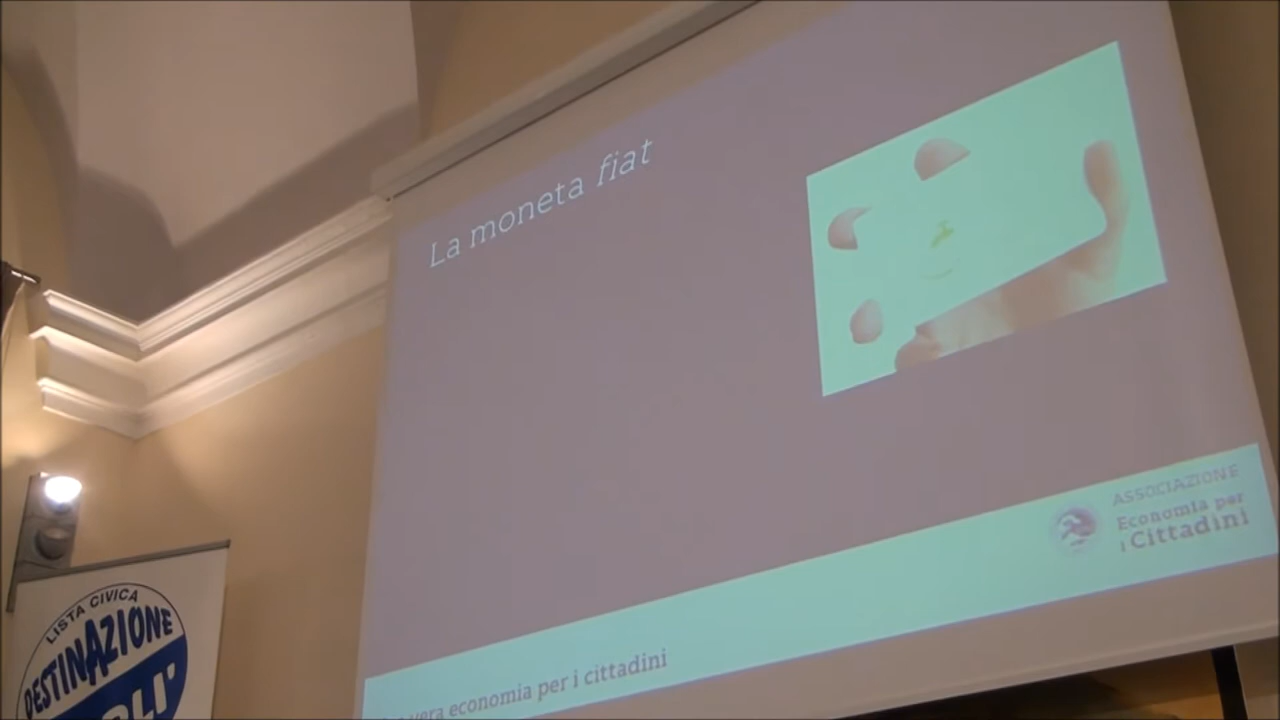 La moneta fiat
ASSOCIAZIONE
Economia per
i Cittadini
vera economia per i cittadini
LISTA CIVICA
DESTINAZIONE